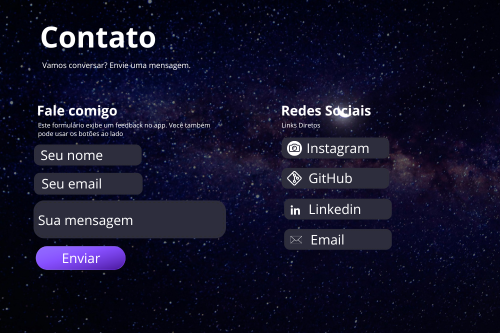 Contato
Vamos conversar? Envie uma mensagem.
Fale comigo
Este formulário exibe um feedback no app. Você também
pode usar os botões ao lado
Seu nome
Seu email
Sua mensagem
Enviar
Redes Sociais
Links Diretos
Instagram
GitHub
in Linkedin
Email